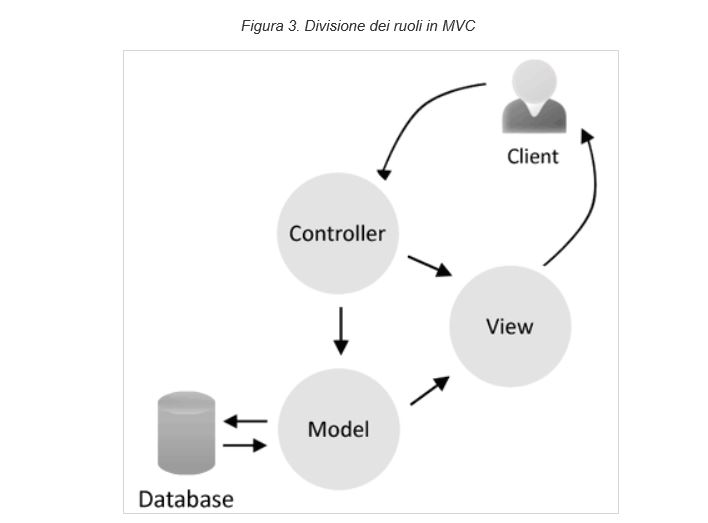 Figura 3. Divisione dei ruoli in MVC
Client
Controller
View
Model
Database